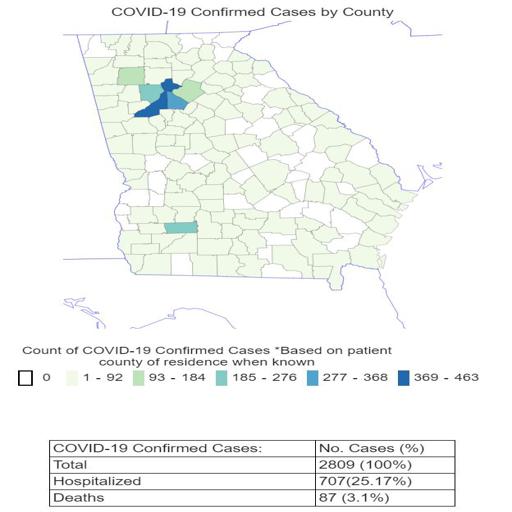 COVID-19 Confirmed Cases by County
Count of COVID-19 Confirmed Cases *Based on patient
county of residence when known
0 1 - 92 93 - 184 185 - 276 277 - 368 369 - 463
COVID-19 Confirmed Cases: No. Cases (%)
Total 2809 (100%)
Hospitalized 707(25.17%)
Deaths 87 (3.1%)